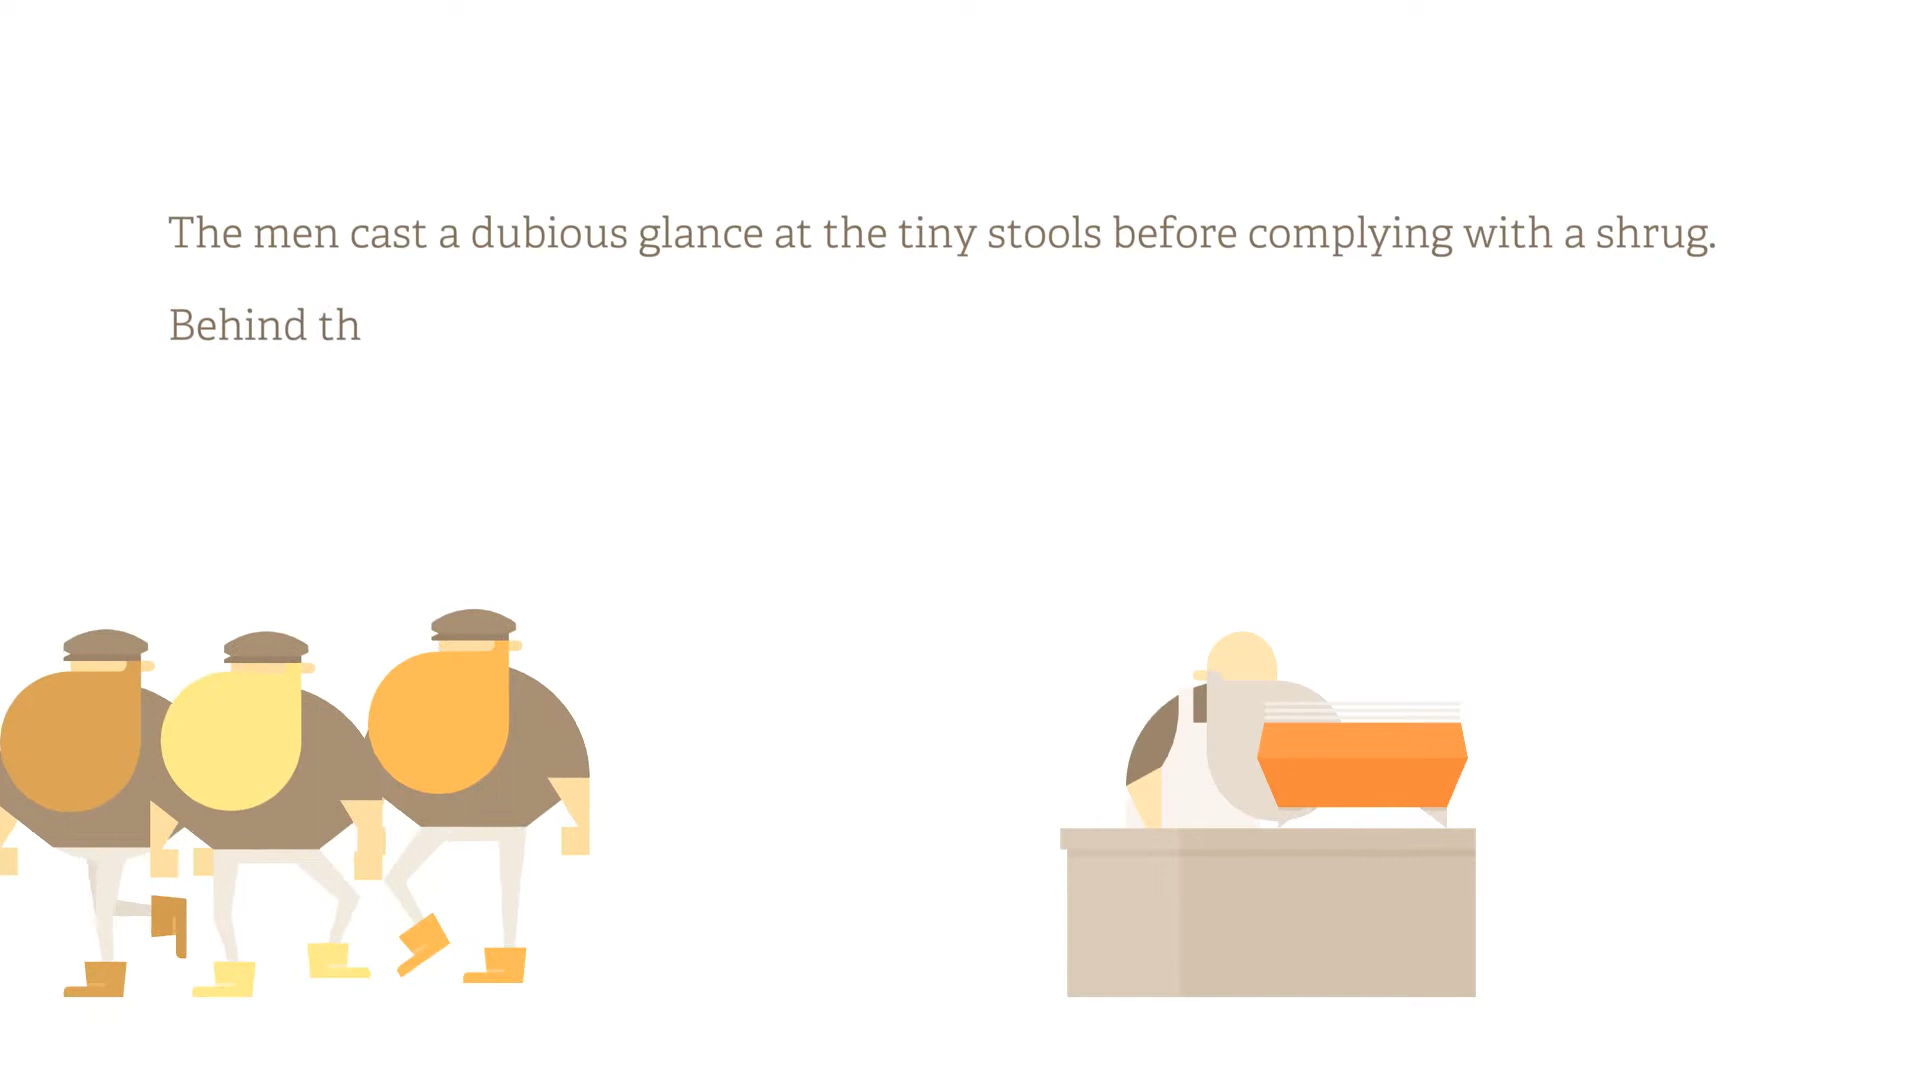 The men cast a dubious glance at the tiny stools before complying with a shrug.
Behind th